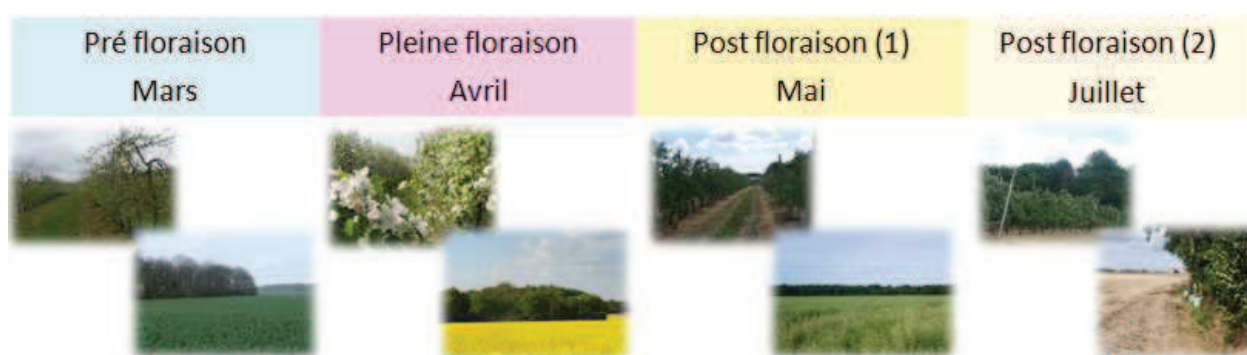 Pré floraison
Mars
Pleine floraison
Avril
Post floraison (1)
Mai
Post floraison (2)
Juillet